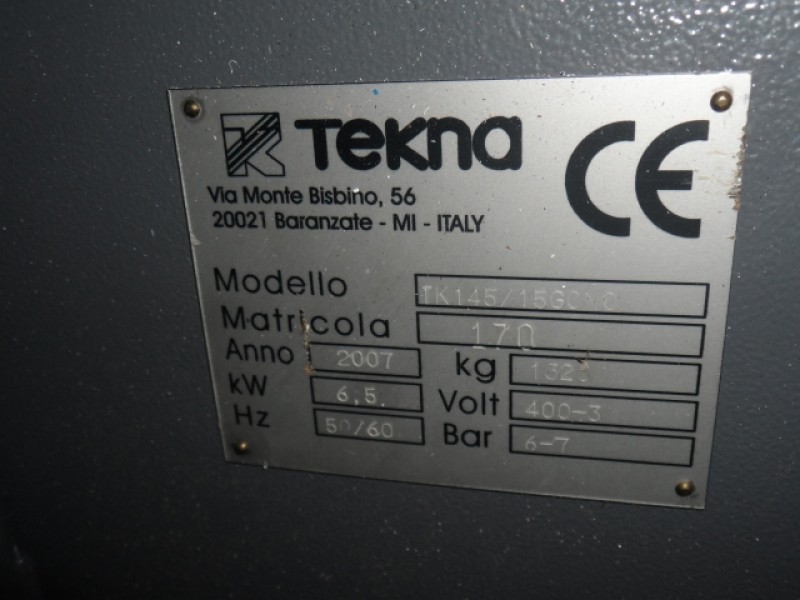 Tekna
CE
Via Monte Bisbino, 56
20021 Baranzate - MI - ITALY
Modello
Matricola 170
Anno 2007 kg
kW 6,5. Volt 400-3
Hz 50/60 Bar 6-7